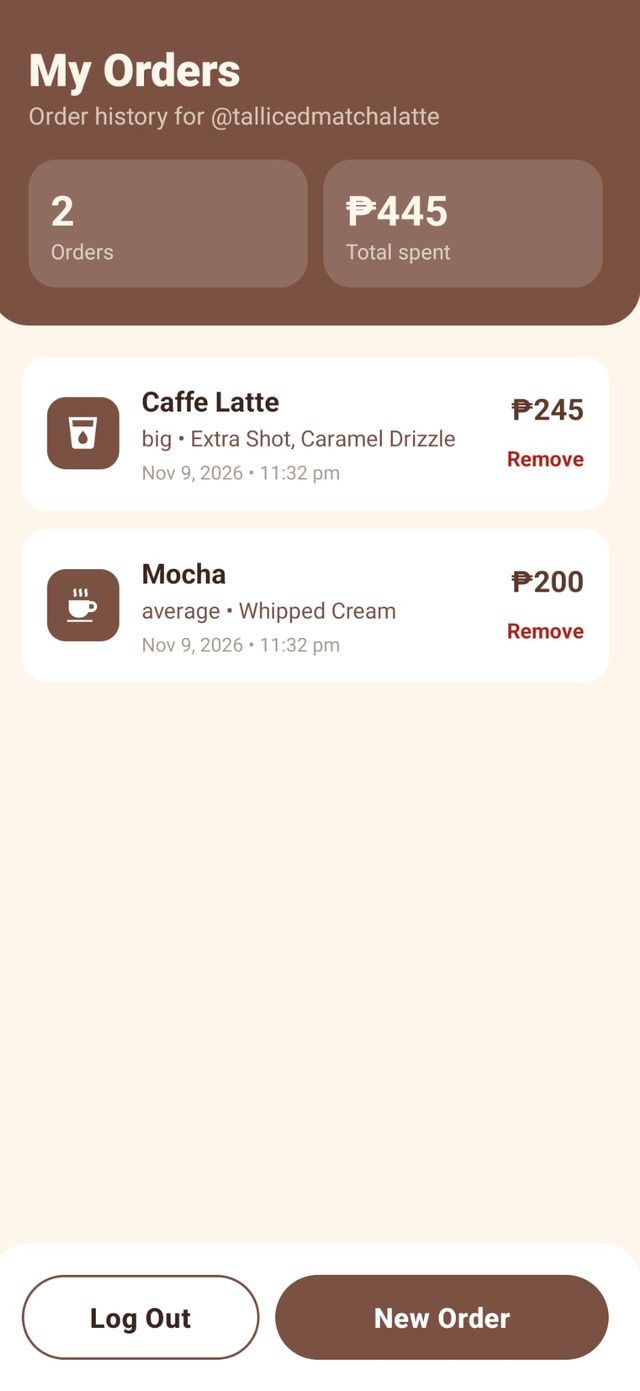 My Orders
Order history for @tallicedmatchalatte
2
Orders
₱445
Total spent
Caffe Latte
big • Extra Shot, Caramel Drizzle
Nov 9, 2026 • 11:32 pm
₱245
Remove
Mocha
average • Whipped Cream
Nov 9, 2026 • 11:32 pm
₱200
Remove
Log Out
New Order